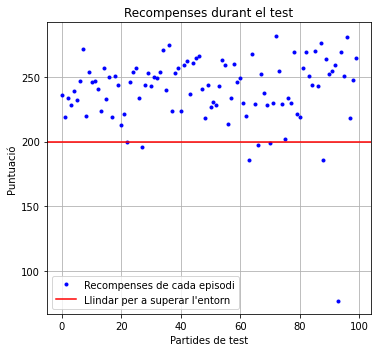 Recompenses durant el test
Puntuació
250
200
150
100
0
20
40
60
80
100
Partides de test
Recompenses de cada episodi
Llindar per a superar l'entorn